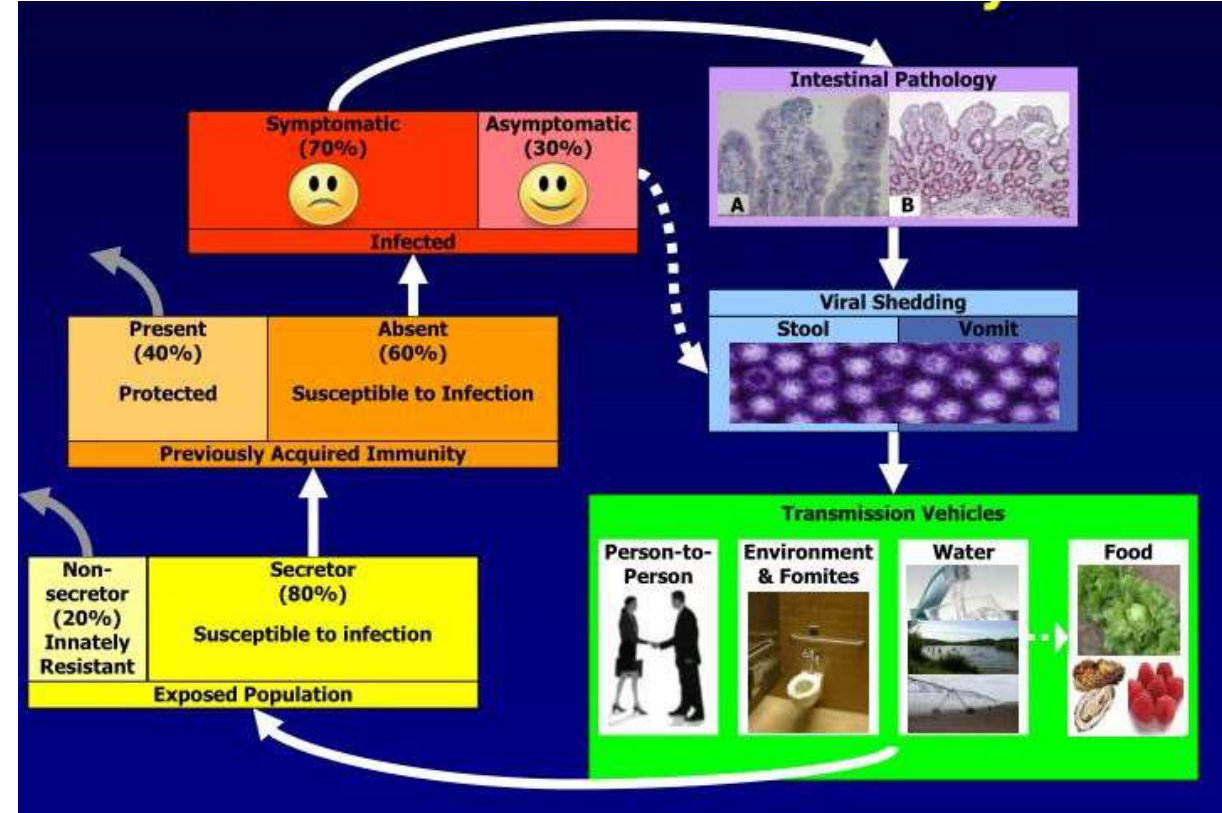 Symptomatic
(70%)
Asymptomatic
(30%)
Infected
Intestinal Pathology
A
B
Present
(40%)
Protected
Absent
(60%)
Susceptible to Infection
Previously Acquired Immunity
Viral Shedding
Stool
Vomit
Non-
secretor
(20%)
Innately
Resistant
Secretor
(80%)
Susceptible to infection
Exposed Population
Transmission Vehicles
Person-to-
Person
Environment
& Fomites
Water
Food